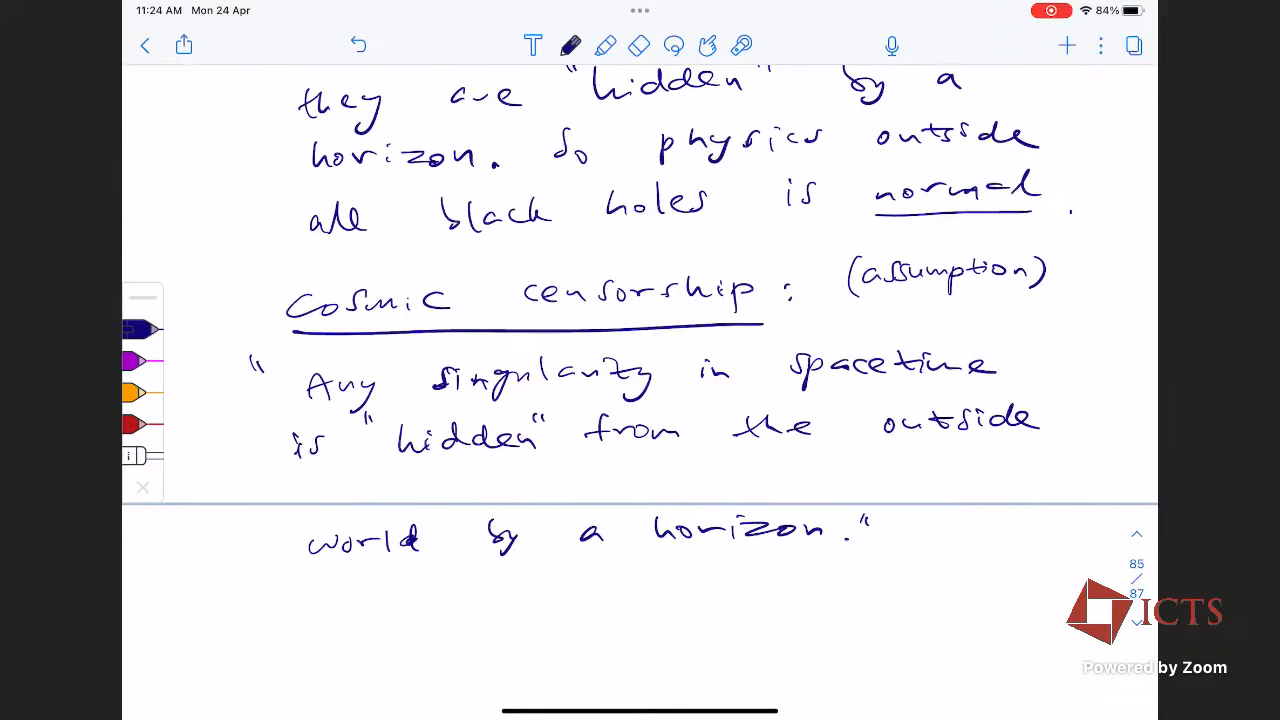 11:24 AM Mon 24 Apr
84%
they are "hidden" by a
horizon. So physics outside
all black holes is normal.
Cosmic censorship: (assumption)
"Any singularity in spacetime
is "hidden" from the outside
world by a horizon."
85
/
87
ICTS
Powered by Zoom